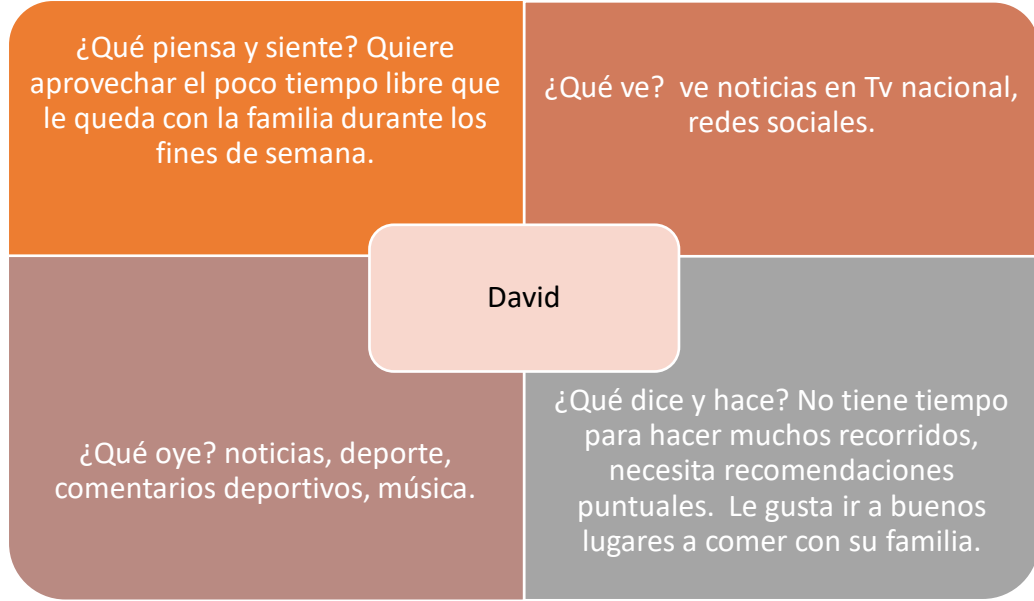 ¿Qué piensa y siente? Quiere
aprovechar el poco tiempo libre que
le queda con la familia durante los
fines de semana.
¿Qué ve?  ve noticias en Tv nacional,
redes sociales.
David
¿Qué oye? noticias, deporte,
comentarios deportivos, música.
¿Qué dice y hace? No tiene tiempo
para hacer muchos recorridos,
necesita recomendaciones
puntuales.  Le gusta ir a buenos
lugares a comer con su familia.